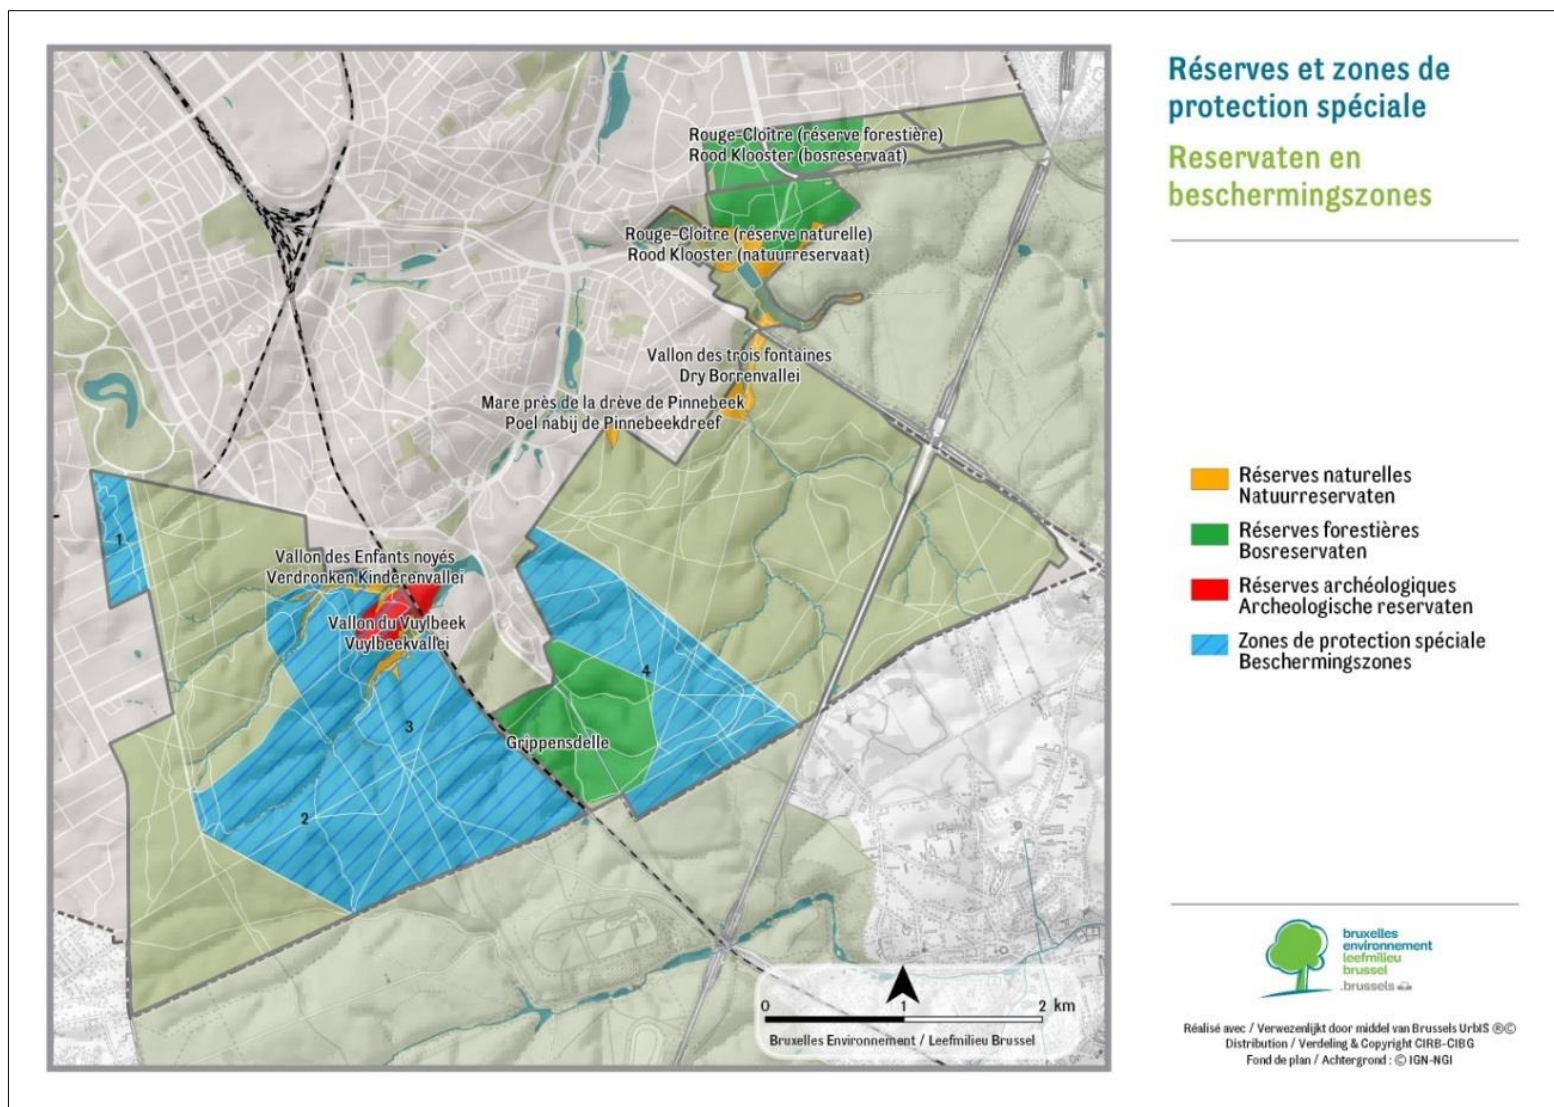 Réserves et zones de
protection spéciale
Reservaten en
beschermingszones
Rouge-Cloître (réserve forestière)
Rood Klooster (bosreservaat)
Rouge-Cloître (réserve naturelle)
Rood Klooster (natuurreservaat)
Vallon des trois fontaines
Dry Borrenvallei
Mare près de la drève de Pinnebeek
Poel nabij de Pinnebeekdreef
1
Vallon des Enfants noyés
Verdronken Kinderenvallei
Vallon du Vuylbeek
Vuylbeekvallei
4
3
Grippensdelle
2
Réserves naturelles
Natuurreservaten
Réserves forestières
Bosreservaten
Réserves archéologiques
Archeologische reservaten
Zones de protection spéciale
Beschermingszones
0 1 2 km
Bruxelles Environnement / Leefmilieu Brussel
bruxelles
environnement
leefmilieu
brussel
.brussels
Réalisé avec / Verwezenlijkt door middel van Brussels UrbIS ®©
Distribution / Verdeling & Copyright CIRB-CIBG
Fond de plan / Achtergrond : © IGN-NGI